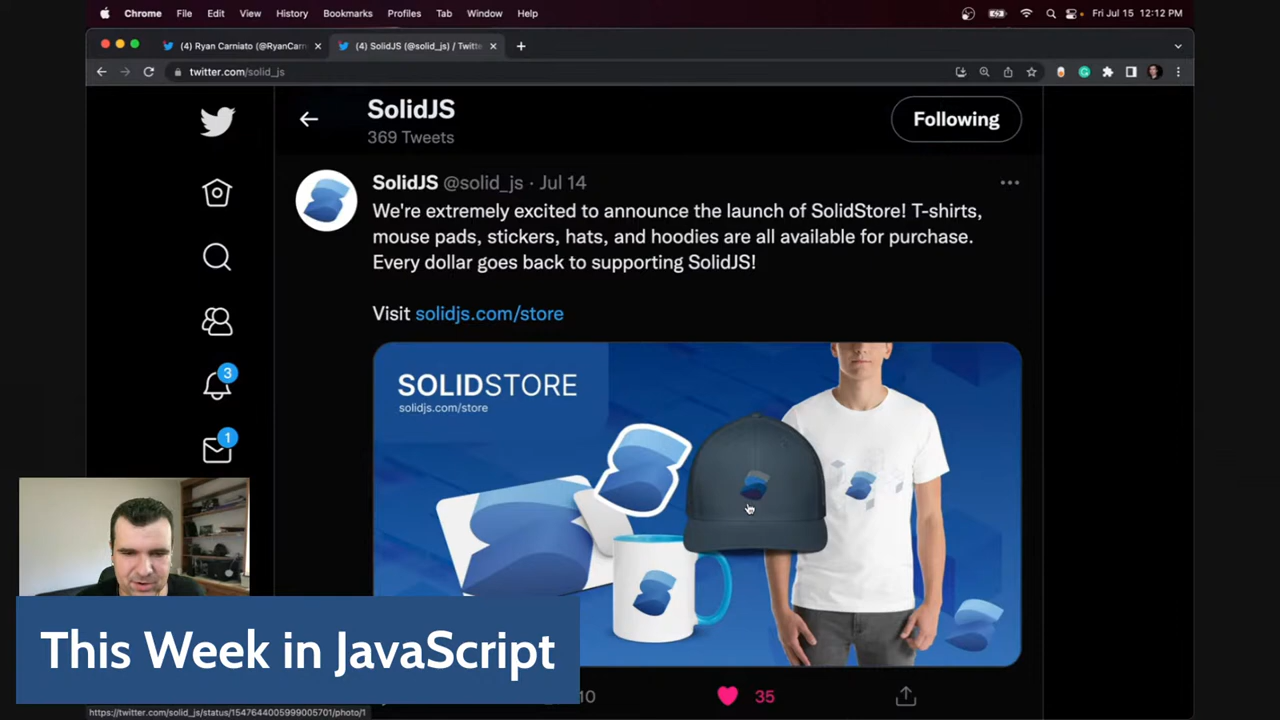 Chrome File Edit View History Bookmarks Profiles Tab Window Help Fri Jul 15 12:12 PM
(4) Ryan Carniato (@RyanCarn
(4) SolidJS (@solid_js) / Twitte
twitter.com/solid_js
SolidJS
369 Tweets
Following
SolidJS @solid_js · Jul 14
We're extremely excited to announce the launch of SolidStore! T-shirts,
mouse pads, stickers, hats, and hoodies are all available for purchase.
Every dollar goes back to supporting SolidJS!
Visit solidjs.com/store
SOLIDSTORE
solidjs.com/store
3
1
This Week in JavaScript
10
35
https://twitter.com/solid_js/status/1547644005999005701/photo/1